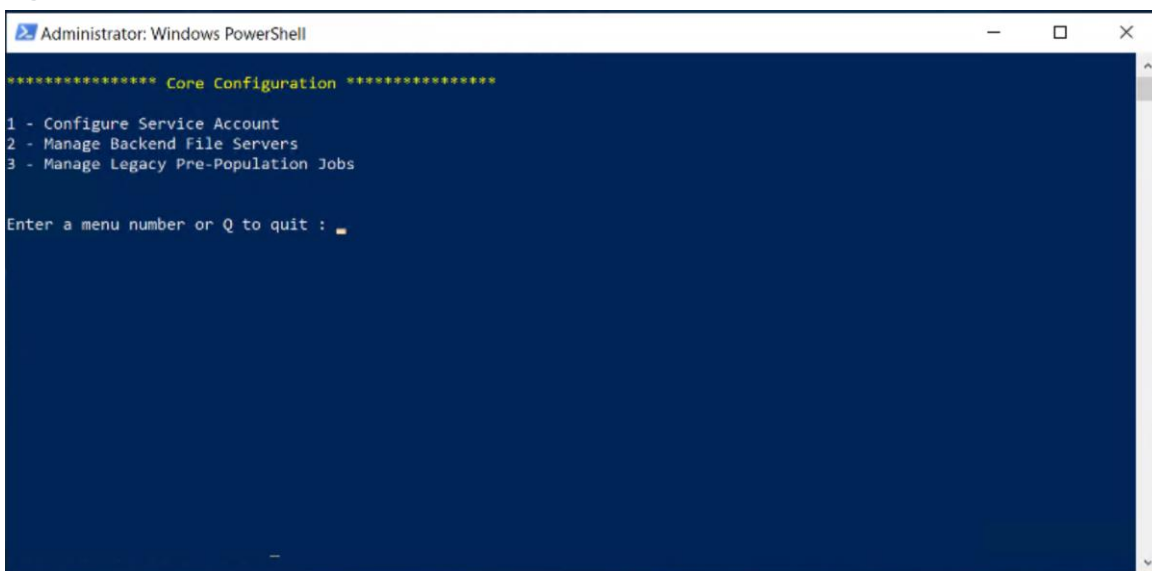 Administrator: Windows PowerShell
**************** Core Configuration ****************
1 - Configure Service Account
2 - Manage Backend File Servers
3 - Manage Legacy Pre-Population Jobs
Enter a menu number or Q to quit :